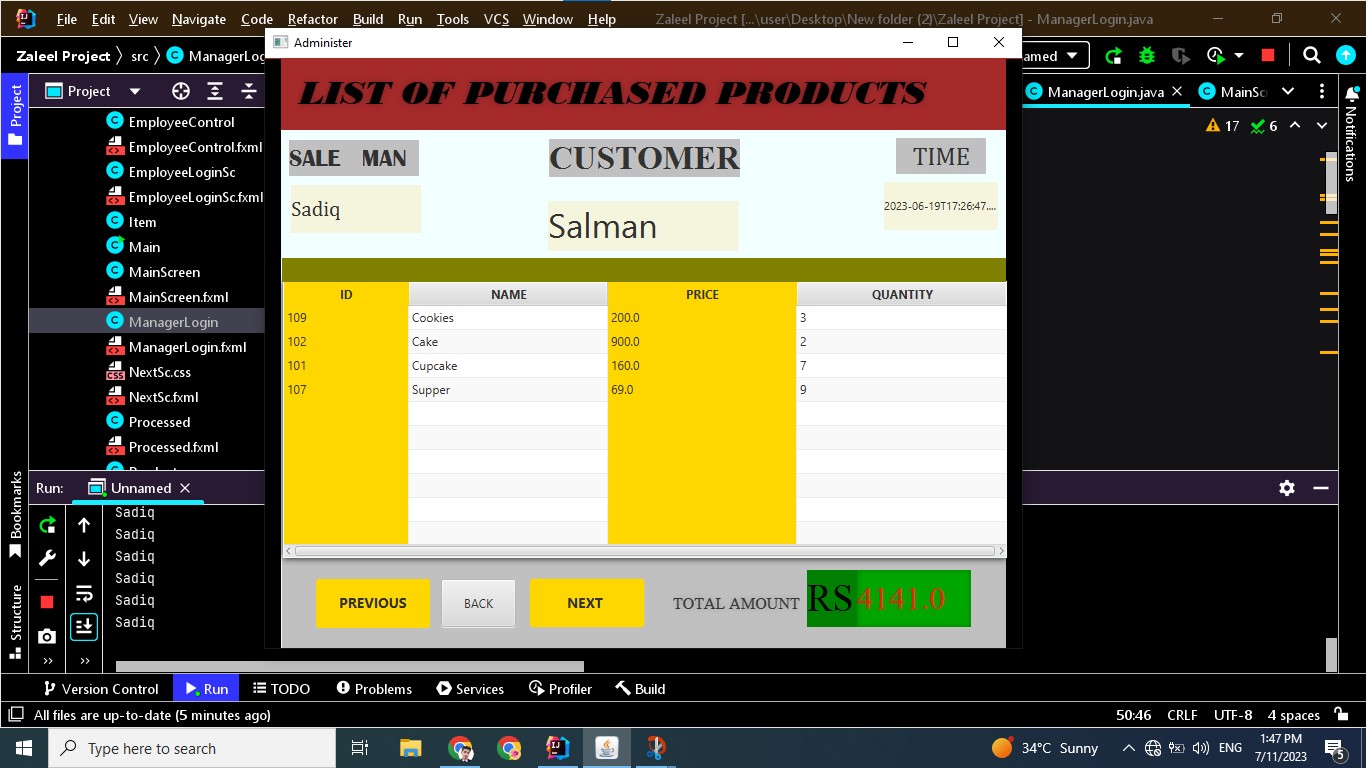 File Edit View Navigate Code Refactor Build Run Tools VCS Window Help Zaleel Project [...\user\Desktop\New folder (2)\Zaleel Project] - ManagerLogin.java
Administer
Zaleel Project src ManagerLog
med
Project
ManagerLogin.java MainSc
17 6
Project
Notifications
EmployeeControl
EmployeeControl.fxml
EmployeeLoginSc
EmployeeLoginSc.fxml
Item
Main
MainScreen
MainScreen.fxml
ManagerLogin
ManagerLogin.fxml
NextSc.css
NextSc.fxml
Processed
Processed.fxml
LIST OF PURCHASED PRODUCTS
SALE MAN CUSTOMER TIME
Sadiq Salman 2023-06-19T17:26:47....
ID NAME PRICE QUANTITY
109 Cookies 200.0 3
102 Cake 900.0 2
101 Cupcake 160.0 7
107 Supper 69.0 9
PREVIOUS BACK NEXT TOTAL AMOUNT RS 4141.0
Run: Unnamed
Bookmarks
Structure
Sadiq
Sadiq
Sadiq
Sadiq
Sadiq
Sadiq
Version Control Run TODO Problems Services Profiler Build
All files are up-to-date (5 minutes ago) 50:46 CRLF UTF-8 4 spaces
Type here to search 34°C Sunny ENG 1:47 PM
7/11/2023 5